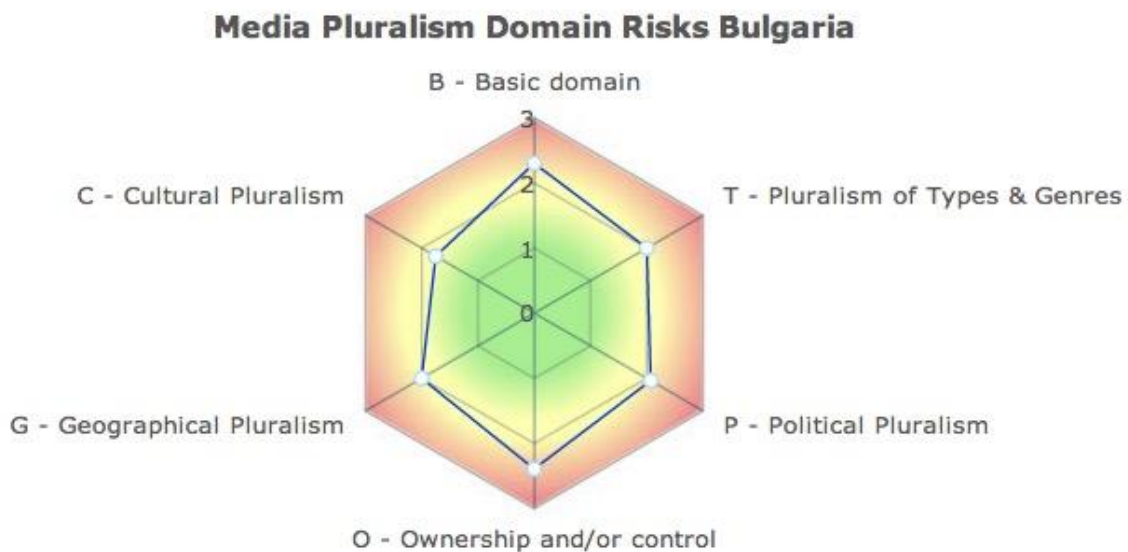 Media Pluralism Domain Risks Bulgaria
B - Basic domain
3
C - Cultural Pluralism
T - Pluralism of Types & Genres
2
1
0
G - Geographical Pluralism
P - Political Pluralism
O - Ownership and/or control